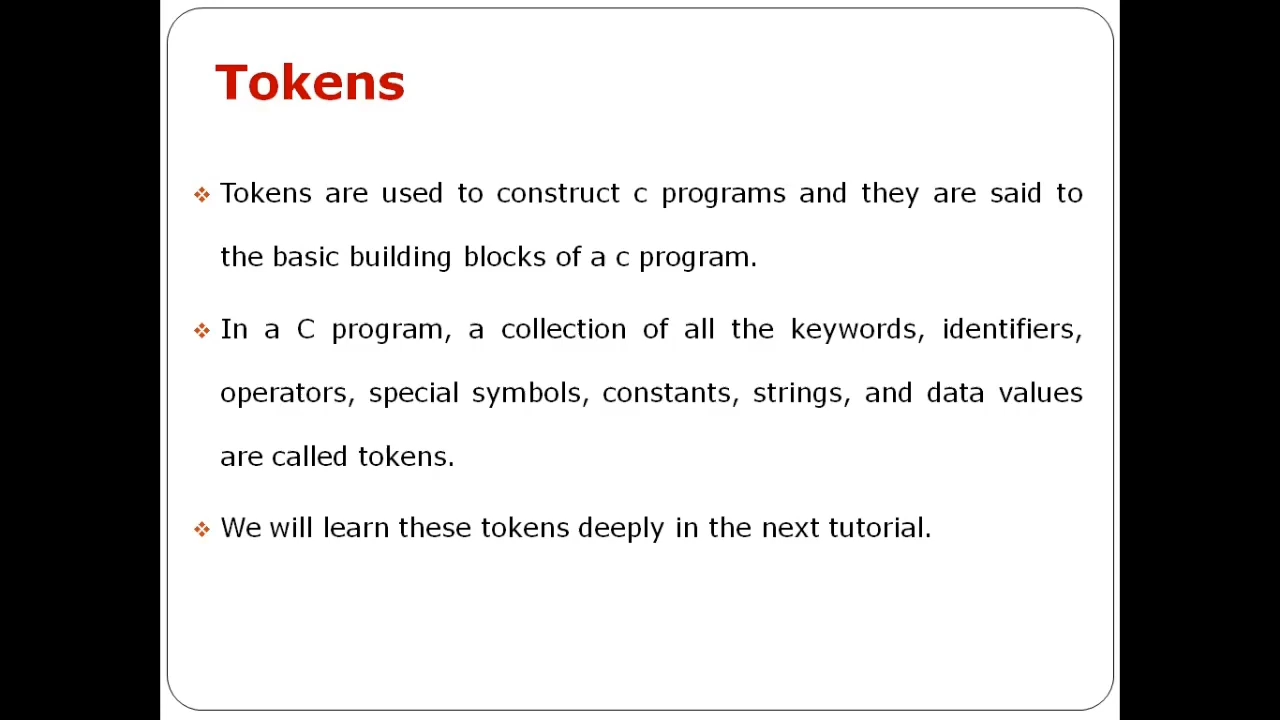 Tokens
Tokens are used to construct c programs and they are said to
the basic building blocks of a c program.
In a C program, a collection of all the keywords, identifiers,
operators, special symbols, constants, strings, and data values
are called tokens.
We will learn these tokens deeply in the next tutorial.